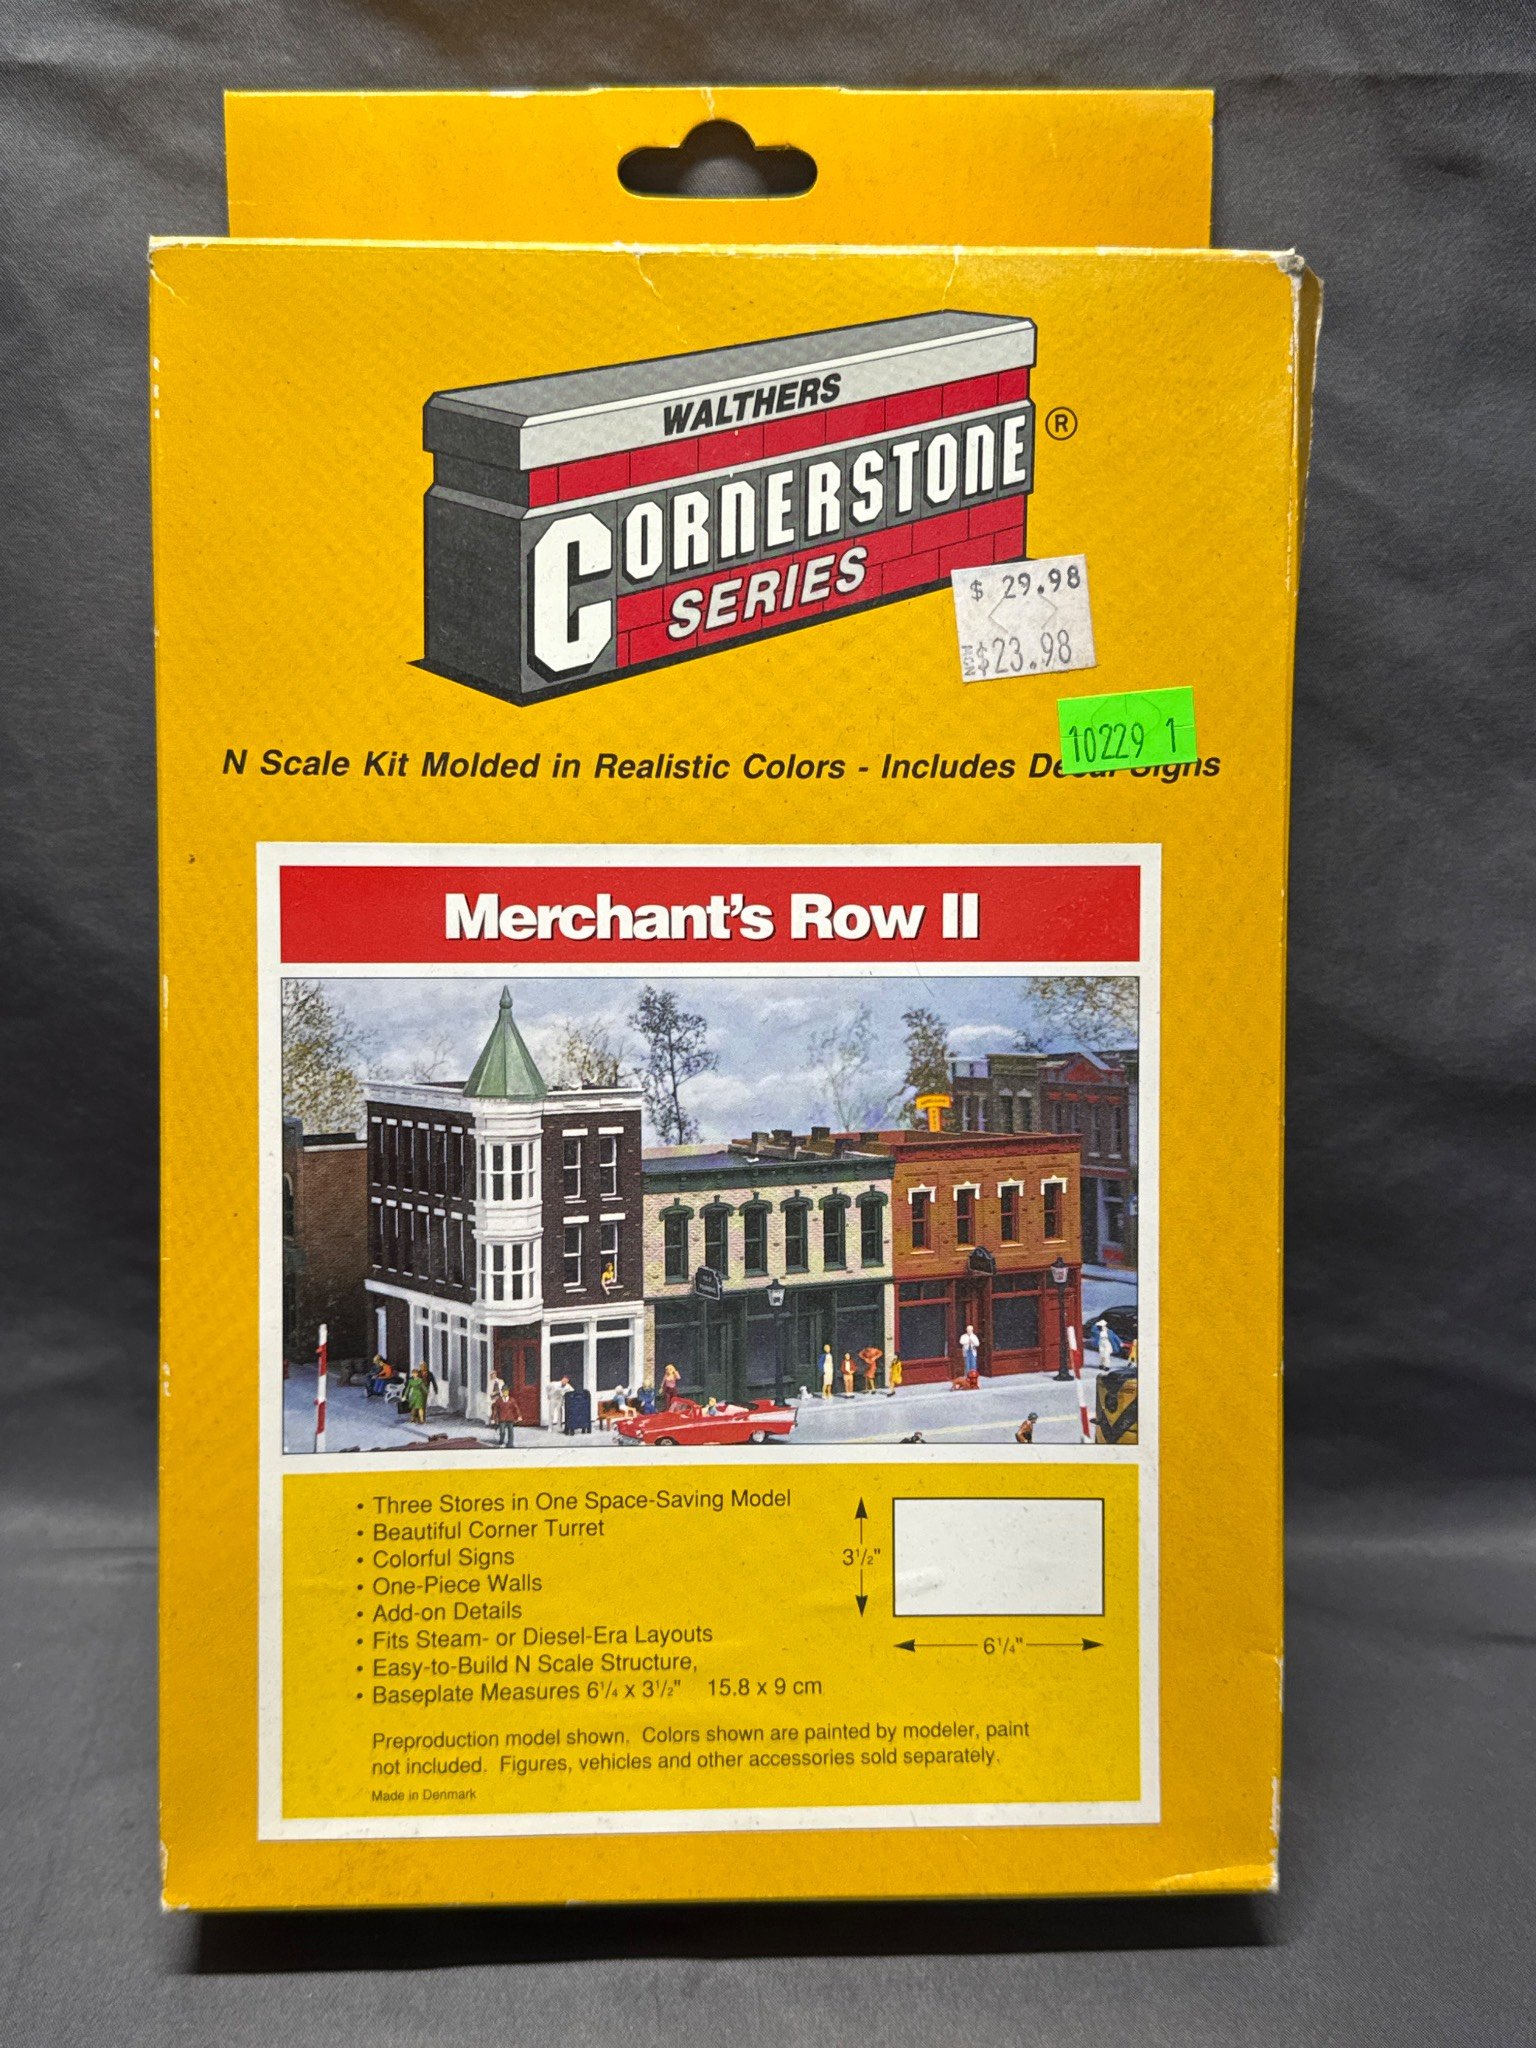 WALTHERS
CORNERSTONE ®
SERIES
$ 29.98
MGN $23.98
10229 1
N Scale Kit Molded in Realistic Colors - Includes Decal Signs
Merchant's Row II
• Three Stores in One Space-Saving Model
• Beautiful Corner Turret
• Colorful Signs
• One-Piece Walls
• Add-on Details
• Fits Steam- or Diesel-Era Layouts
• Easy-to-Build N Scale Structure,
• Baseplate Measures 6¹/₄ x 3¹/₂" 15.8 x 9 cm
3¹/₂"
6¹/₄"
Preproduction model shown. Colors shown are painted by modeler, paint
not included. Figures, vehicles and other accessories sold separately.
Made in Denmark